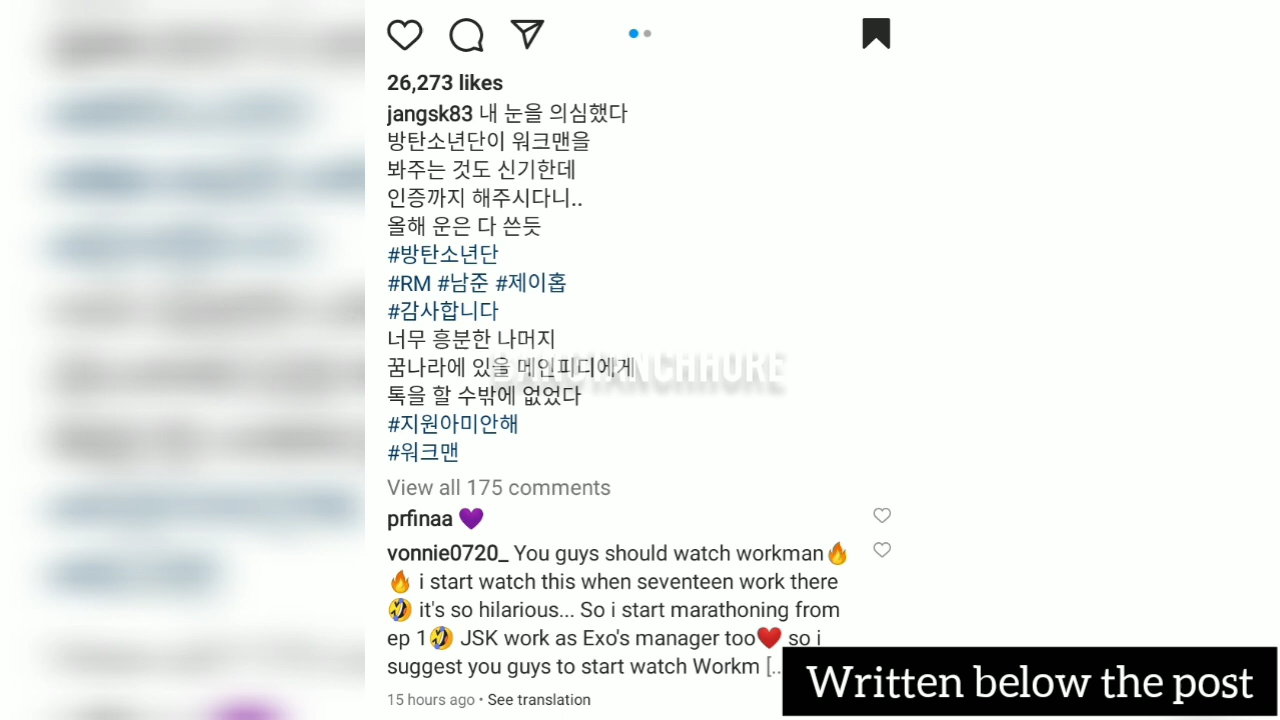 26,273 likes
jangsk83 내 눈을 의심했다
방탄소년단이 워크맨을
봐주는 것도 신기한데
인증까지 해주시다니..
올해 운은 다 쓴듯
#방탄소년단
#RM #남준 #제이홉
#감사합니다
너무 흥분한 나머지
꿈나라에 있을 메인피디에게
톡을 할 수밖에 없었다
#지원아미안해
#워크맨
View all 175 comments
prfinaa 💜
vonnie0720_ You guys should watch workman🔥
🔥 i start watch this when seventeen work there
🤣 it's so hilarious... So i start marathoning from
ep 1🤣 JSK work as Exo's manager too❤️ so i
suggest you guys to start watch Workm [..
15 hours ago • See translation
Written below the post